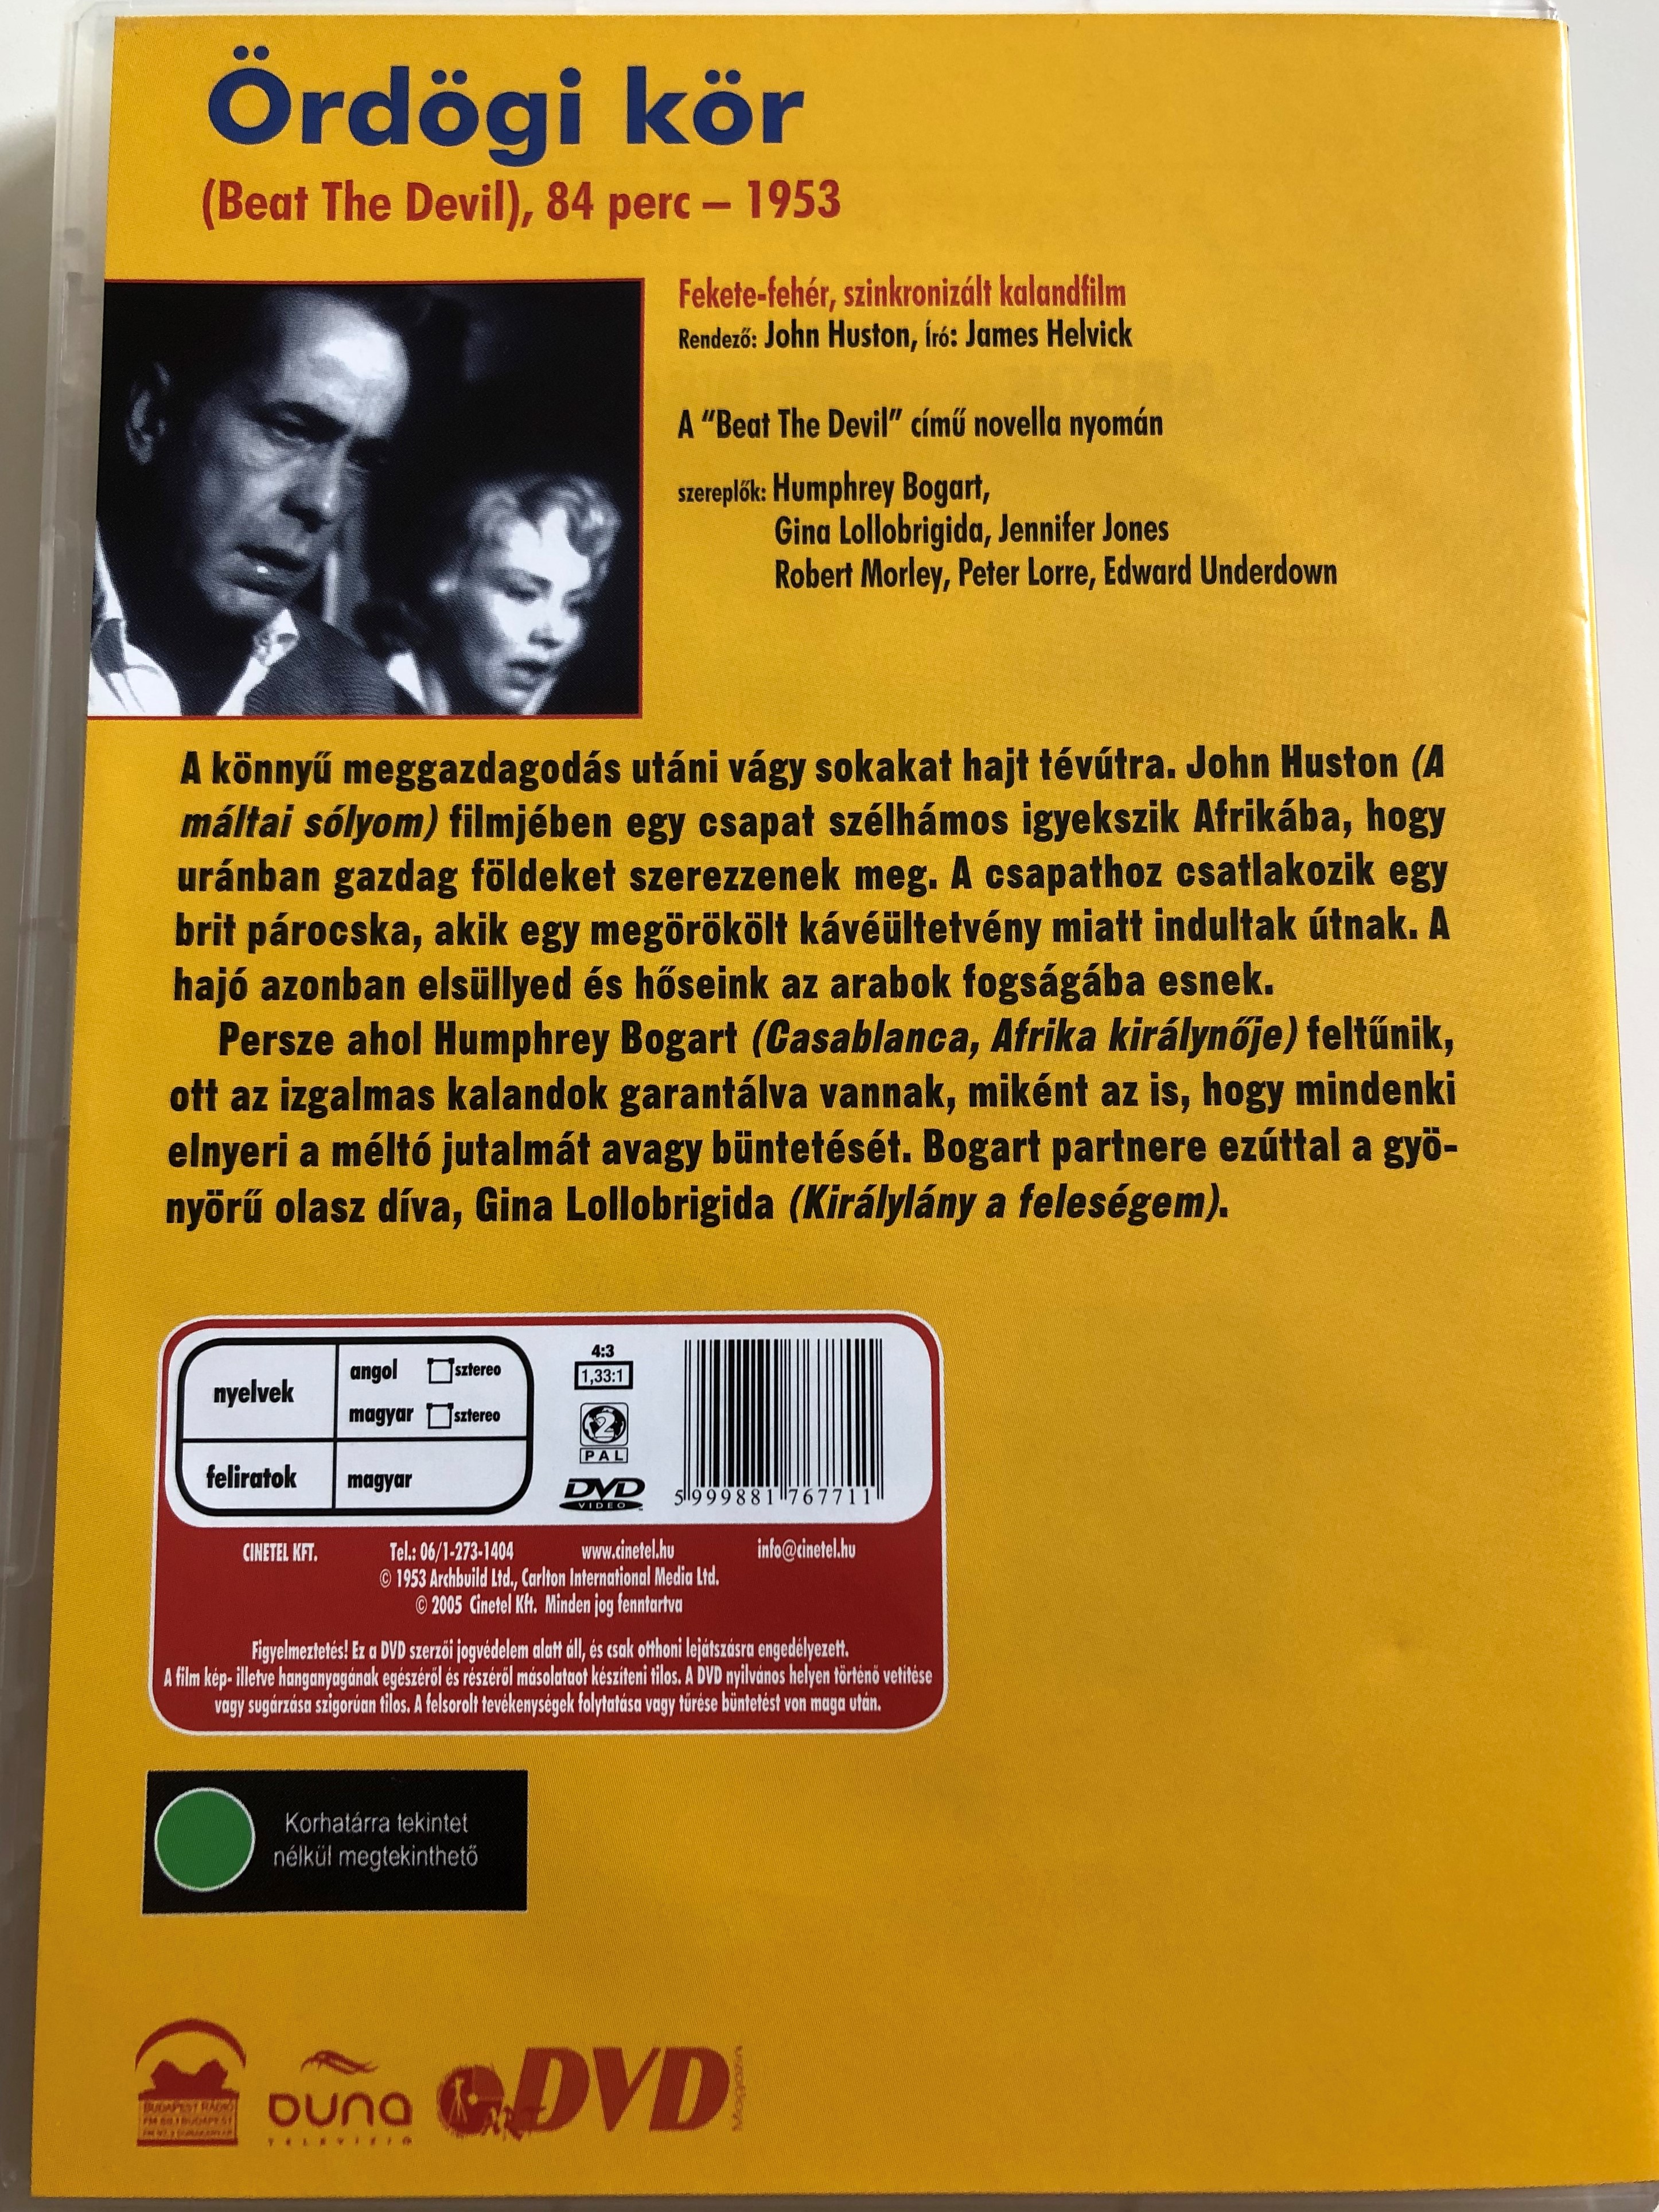 Ördögi kör
(Beat The Devil), 84 perc – 1953
Fekete-fehér, szinkronizált kalandfilm
Rendező: John Huston, Író: James Helvick
A “Beat The Devil” című novella nyomán
szereplők: Humphrey Bogart,
Gina Lollobrigida, Jennifer Jones
Robert Morley, Peter Lorre, Edward Underdown
A könnyű meggazdagodás utáni vágy sokakat hajt tévútra. John Huston (A
máltai sólyom) filmjében egy csapat szélhámos igyekszik Afrikába, hogy
uránban gazdag földeket szerezzenek meg. A csapathoz csatlakozik egy
brit párocska, akik egy megörökölt kávéültetvény miatt indultak útnak. A
hajó azonban elsüllyed és hőseink az arabok fogságába esnek.
Persze ahol Humphrey Bogart (Casablanca, Afrika királynője) feltűnik,
ott az izgalmas kalandok garantálva vannak, miként az is, hogy mindenki
elnyeri a méltó jutalmát avagy büntetését. Bogart partnere ezúttal a gyö-
nyörű olasz díva, Gina Lollobrigida (Királylány a feleségem).
nyelvek
angol sztereo
magyar sztereo
feliratok
magyar
4:3
1,33:1
2
PAL
DVD
VIDEO
5 999881 767711
CINETEL KFT. Tel.: 06/1-273-1404 www.cinetel.hu info@cinetel.hu
© 1953 Archbuild Ltd., Carlton International Media Ltd.
© 2005 Cinetel Kft. Minden jog fenntartva
Figyelmeztetés! Ez a DVD szerzői jogvédelem alatt áll, és csak otthoni lejátszásra engedélyezett.
A film kép- illetve hanganyagának egészéről és részéről másolataot készíteni tilos. A DVD nyilvános helyen történő vetítése
vagy sugárzása szigorúan tilos. A felsorolt tevékenységek folytatása vagy tűrése büntetést von maga után.
Korhatárra tekintet
nélkül megtekinthető
BUDAPEST RÁDIÓ
FM 88.1 BUDAPEST
DUNA
TELEVÍZIÓ
ART
DVD
Magazin